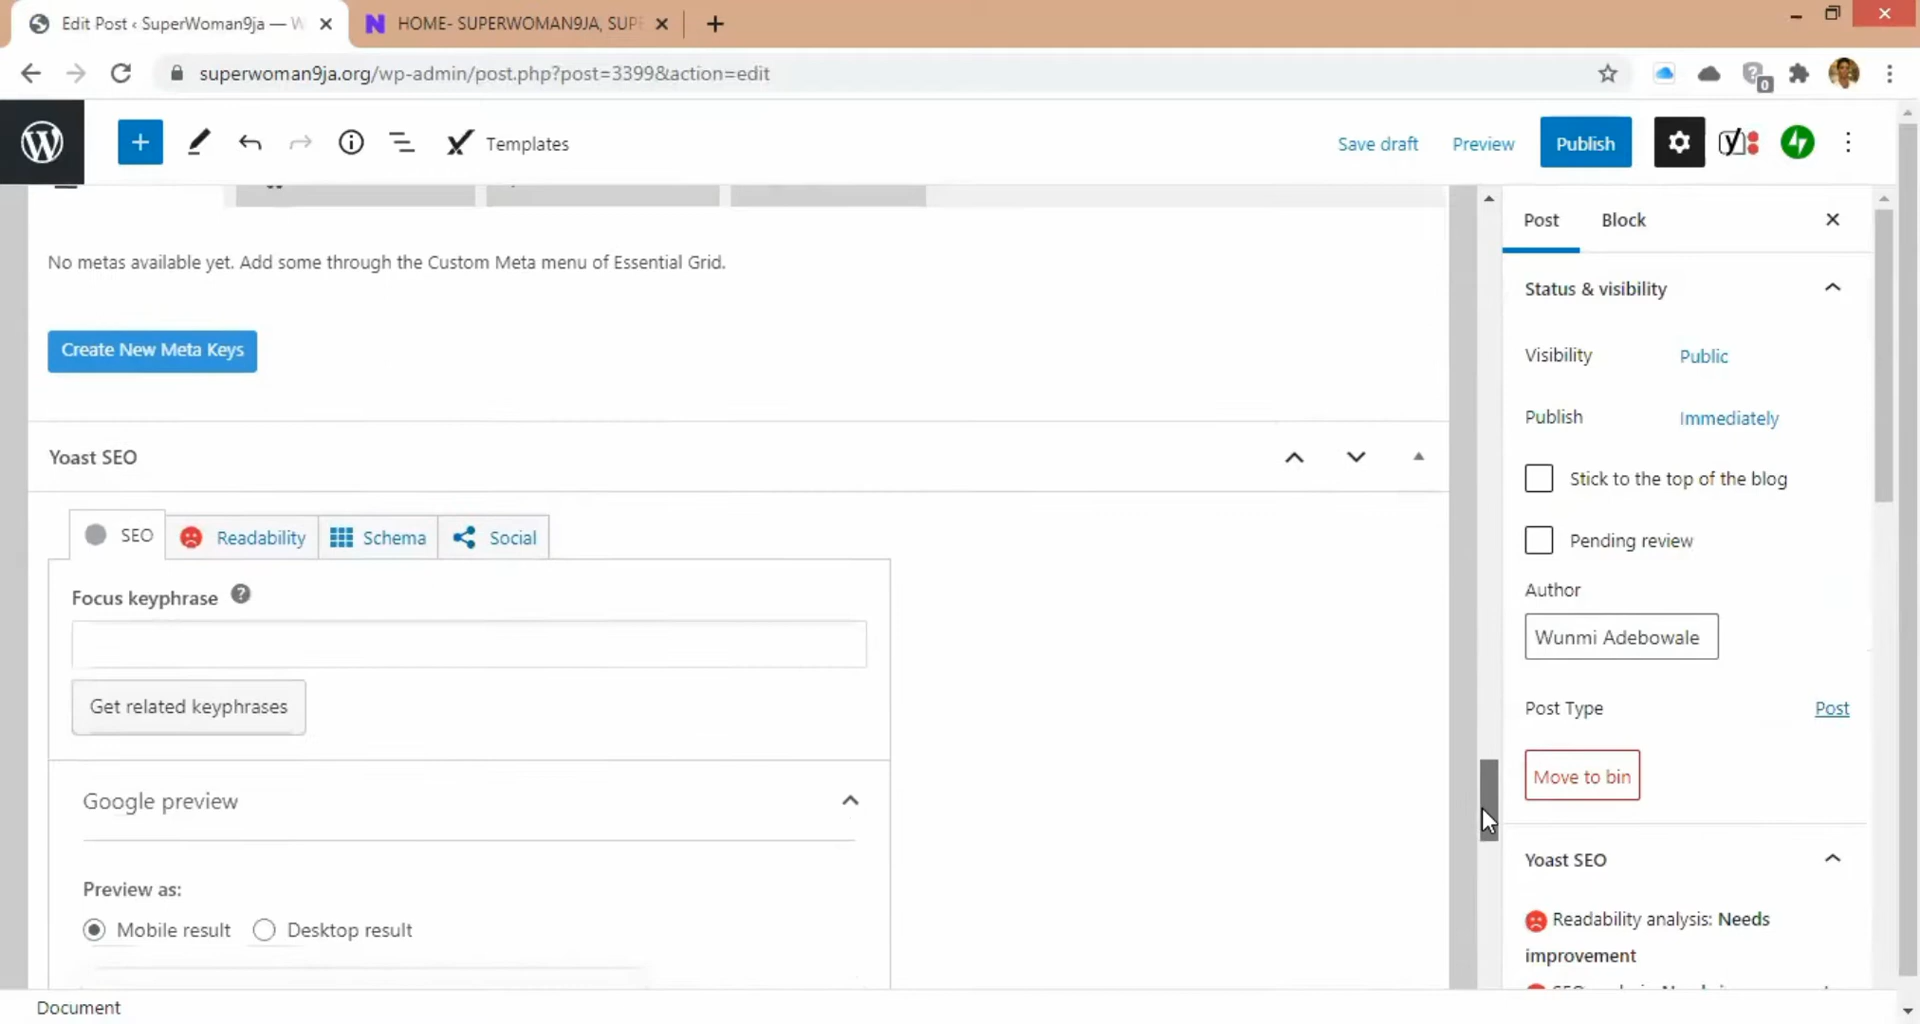 Edit Post ‹ SuperWoman9ja — W
HOME- SUPERWOMAN9JA, SUPE
superwoman9ja.org/wp-admin/post.php?post=3399&action=edit
Templates
Save draft
Preview
Publish
Post
Block
Status & visibility
No metas available yet. Add some through the Custom Meta menu of Essential Grid.
Create New Meta Keys
Visibility
Public
Publish
Immediately
Yoast SEO
Stick to the top of the blog
SEO
Readability
Schema
Social
Pending review
Focus keyphrase
Author
Wunmi Adebowale
Get related keyphrases
Post Type
Post
Move to bin
Google preview
Yoast SEO
Preview as:
Mobile result
Desktop result
Readability analysis: Needs
improvement
Document